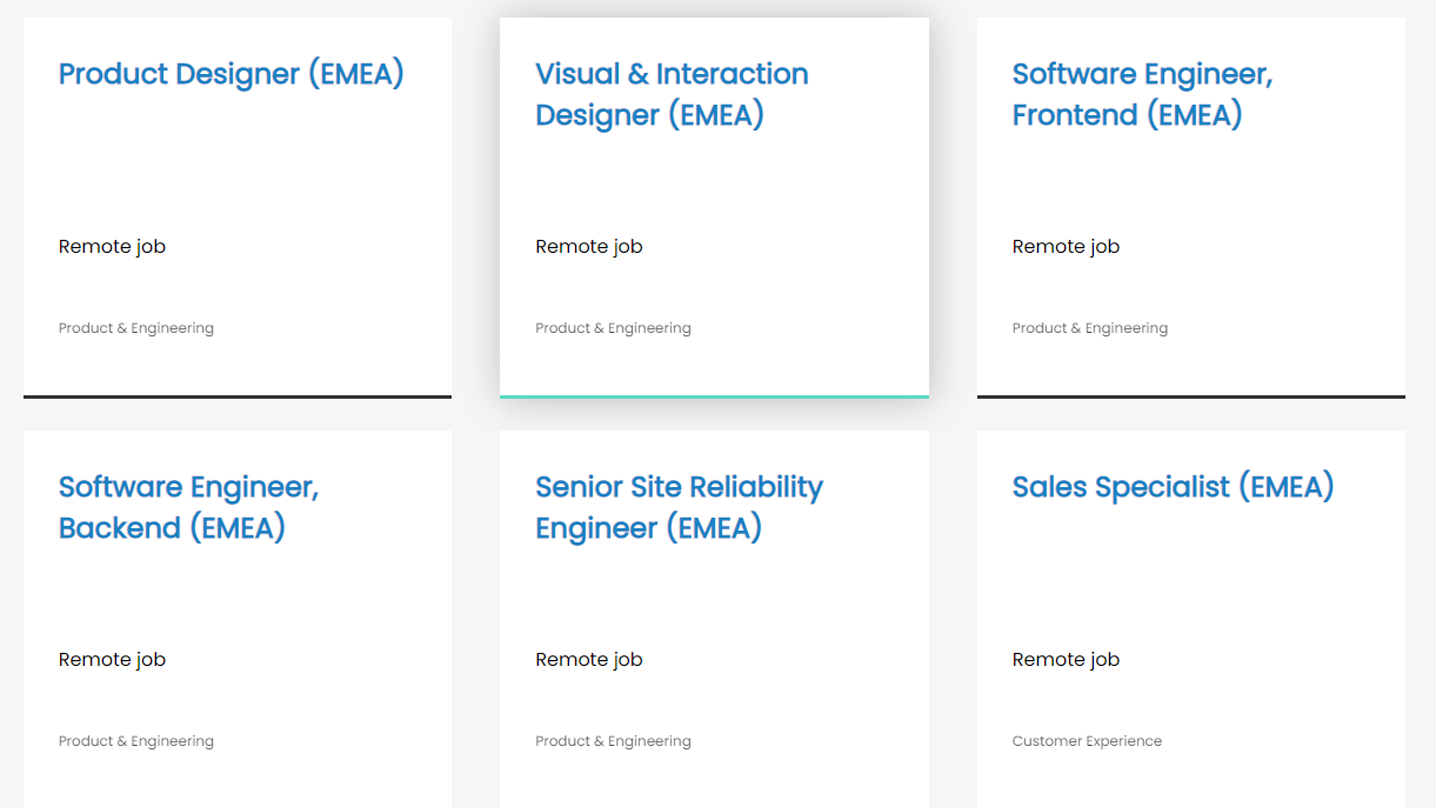 Product Designer (EMEA)
Remote job
Product & Engineering
Visual & Interaction
Designer (EMEA)
Remote job
Product & Engineering
Software Engineer,
Frontend (EMEA)
Remote job
Product & Engineering
Software Engineer,
Backend (EMEA)
Remote job
Product & Engineering
Senior Site Reliability
Engineer (EMEA)
Remote job
Product & Engineering
Sales Specialist (EMEA)
Remote job
Customer Experience